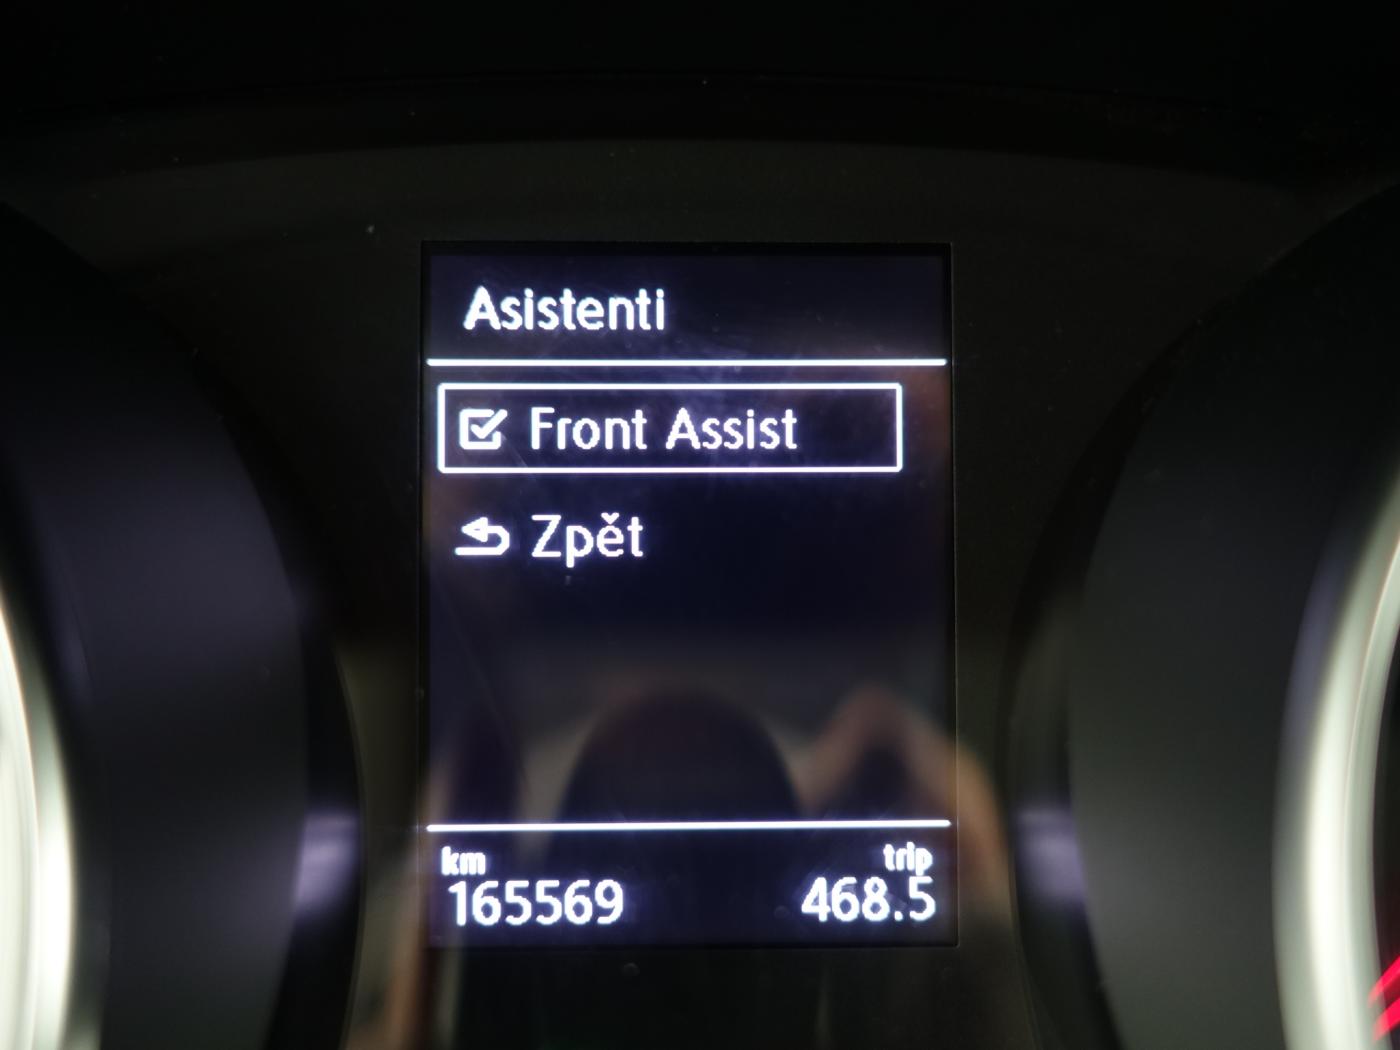 Asistenti
Front Assist
Zpět
km trip
165569 468.5